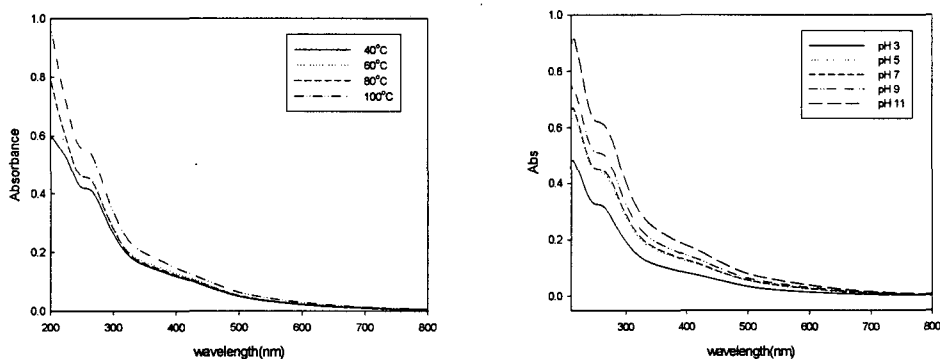 1.0
0.8
0.6
0.4
0.2
0.0
Absorbance
40°C
60°C
80°C
100°C
200 300 400 500 600 700 800
wavelength(nm)
1.0
0.8
0.6
0.4
0.2
0.0
Abs
pH 3
pH 5
pH 7
pH 9
pH 11
300 400 500 600 700 800
wavelength(nm)